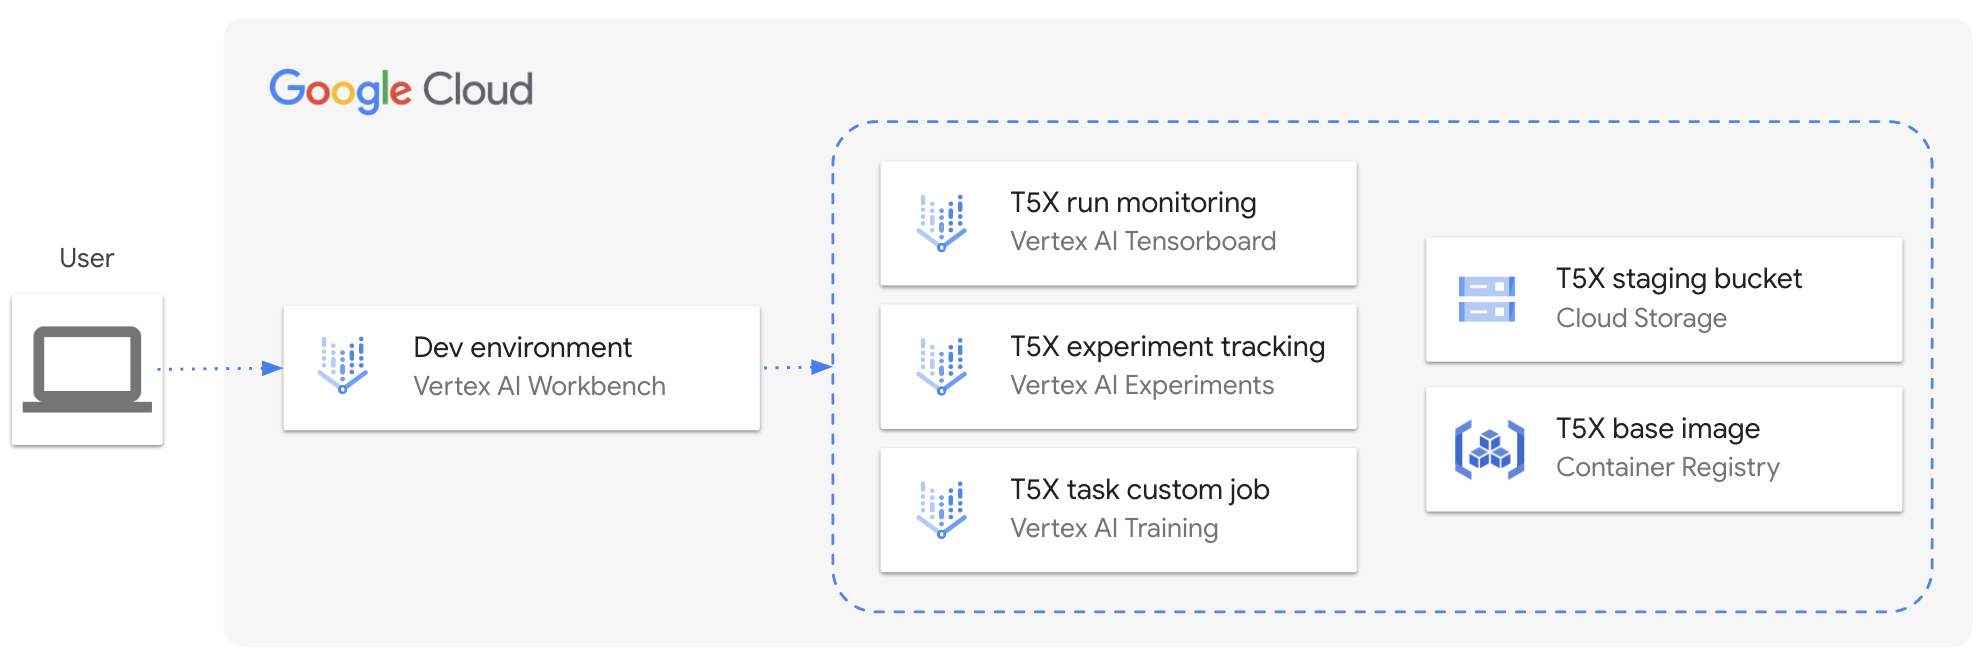 Google Cloud
User
Dev environment
Vertex AI Workbench
T5X run monitoring
Vertex AI Tensorboard
T5X experiment tracking
Vertex AI Experiments
T5X task custom job
Vertex AI Training
T5X staging bucket
Cloud Storage
T5X base image
Container Registry